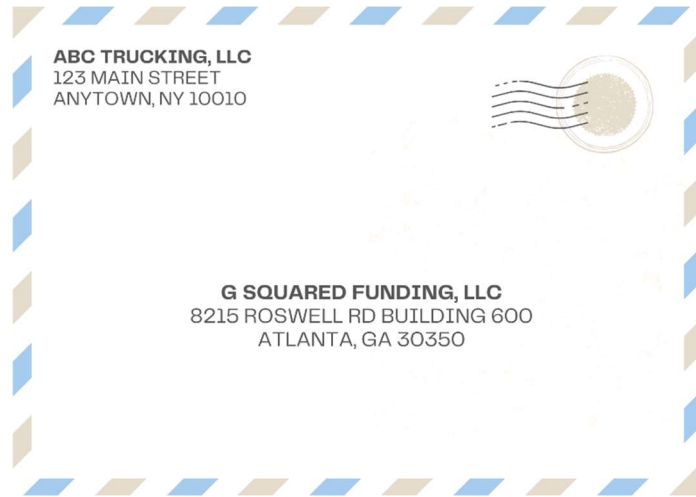 ABC TRUCKING, LLC
123 MAIN STREET
ANYTOWN, NY 10010
G SQUARED FUNDING, LLC
8215 ROSWELL RD BUILDING 600
ATLANTA, GA 30350